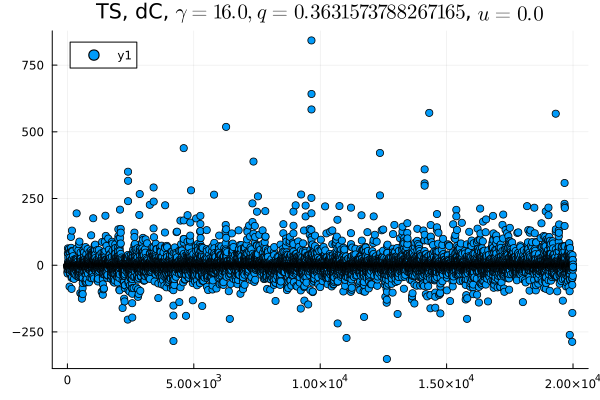 TS, dC, γ = 16.0, q = 0.3631573788267165, u = 0.0
y1
750
500
250
0
−250
0 5.00×10³ 1.00×10⁴ 1.50×10⁴ 2.00×10⁴